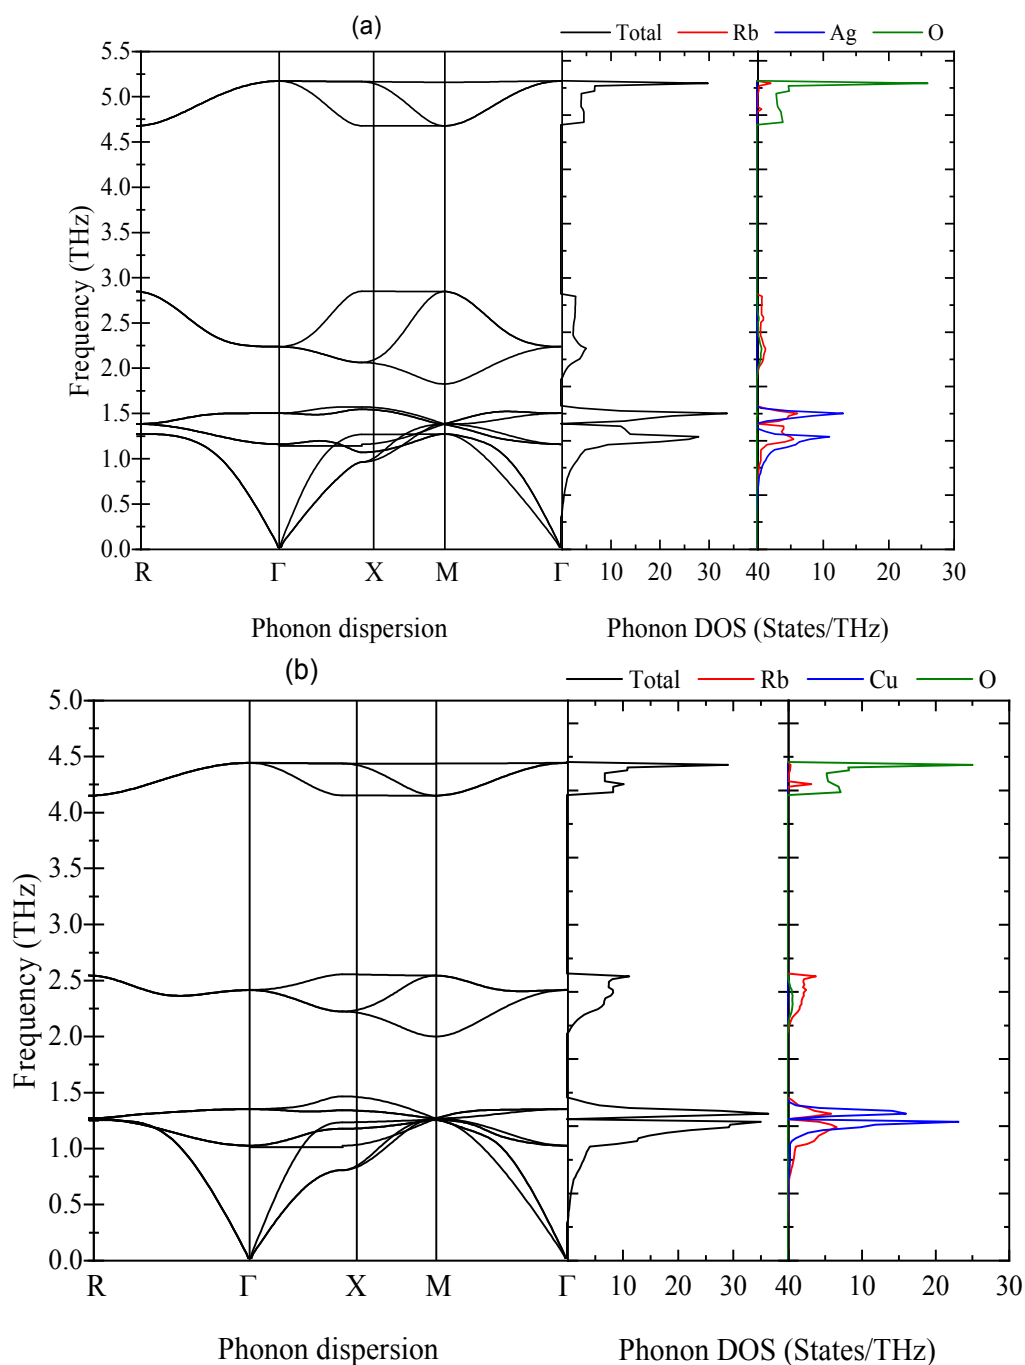 (a)
Total Rb Ag O
5.5
5.0
4.5
4.0
3.5
3.0
2.5
2.0
1.5
1.0
0.5
0.0
Frequency (THz)
R Γ X M Γ 10 20 30 40 10 20 30
Phonon dispersion Phonon DOS (States/THz)
(b)
Total Rb Cu O
5.0
4.5
4.0
3.5
3.0
2.5
2.0
1.5
1.0
0.5
0.0
Frequency (THz)
R Γ X M Γ 10 20 30 40 10 20 30
Phonon dispersion Phonon DOS (States/THz)